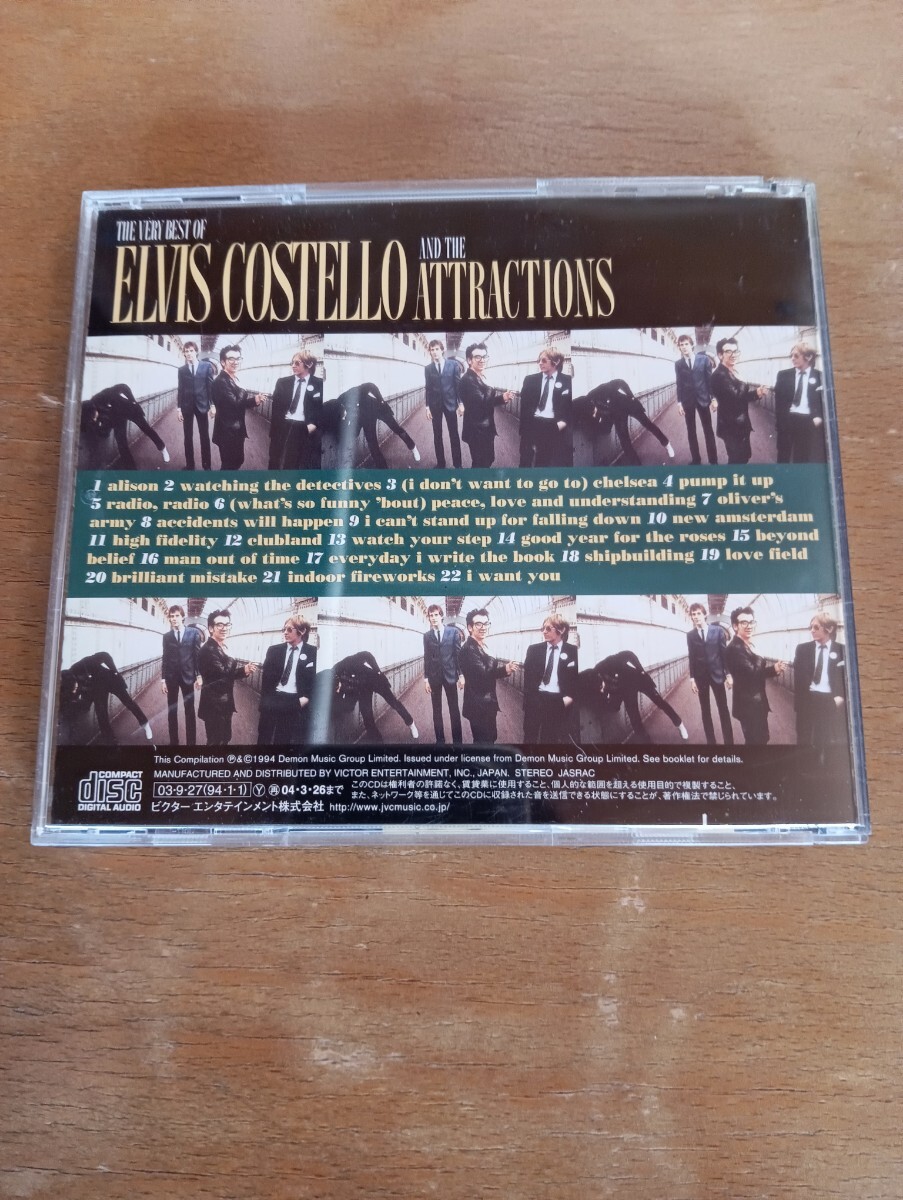 THE VERY BEST OF
ELVIS COSTELLO AND THE ATTRACTIONS
1 alison 2 watching the detectives 3 (i don't want to go to) chelsea 4 pump it up
5 radio, radio 6 (what's so funny 'bout) peace, love and understanding 7 oliver's
army 8 accidents will happen 9 i can't stand up for falling down 10 new amsterdam
11 high fidelity 12 clubland 13 watch your step 14 good year for the roses 15 beyond
belief 16 man out of time 17 everyday i write the book 18 shipbuilding 19 love field
20 brilliant mistake 21 indoor fireworks 22 i want you
This Compilation ℗&©1994 Demon Music Group Limited. Issued under license from Demon Music Group Limited. See booklet for details.
MANUFACTURED AND DISTRIBUTED BY VICTOR ENTERTAINMENT, INC., JAPAN. STEREO JASRAC
COMPACT
disc
DIGITAL AUDIO
03・9・27(94・1・1) Ⓨ 再 04・3・26まで
このCDは権利者の許諾なく、賃貸業に使用すること、個人的な範囲を超える使用目的で複製すること、
また、ネットワーク等を通じてこのCDに収録された音を送信できる状態にすることが、著作権法で禁じられています。
ビクターエンタテインメント株式会社 http://www.jvcmusic.co.jp/